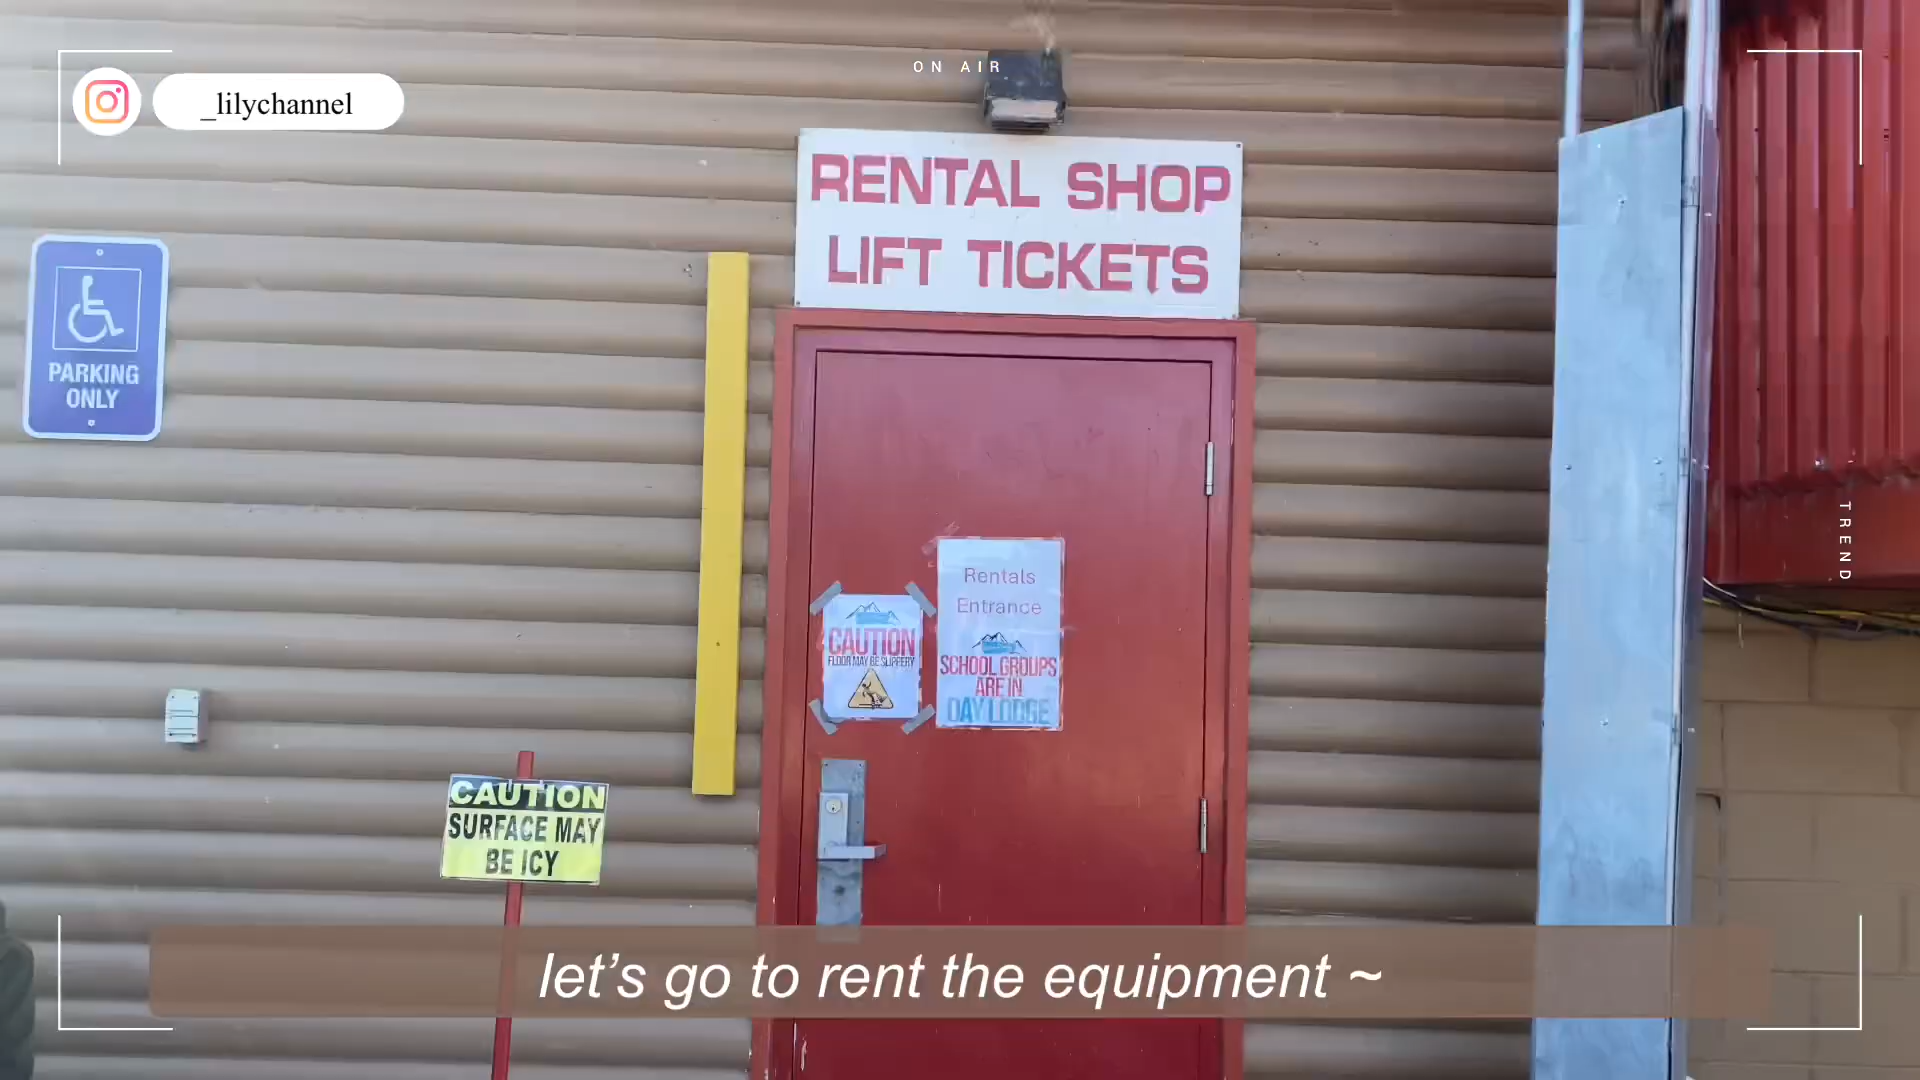 ON AIR
_lilychannel
RENTAL SHOP
LIFT TICKETS
PARKING
ONLY
TREND
Rentals
Entrance
SCHOOL GROUPS
ARE IN
DAY LODGE
CAUTION
FLOOR MAY BE SLIPPERY
CAUTION
SURFACE MAY
BE ICY
let’s go to rent the equipment ~